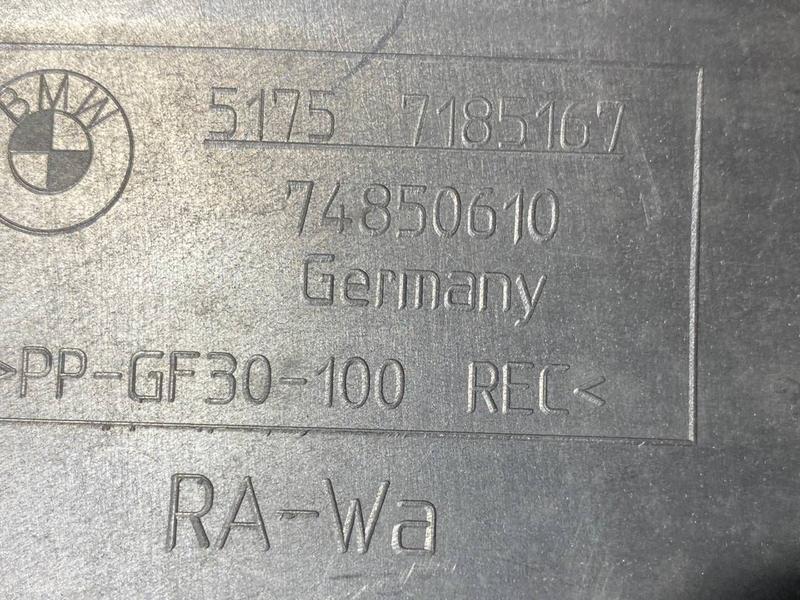 BMW
5175 7185167
74850610
Germany
>PP-GF30-100 REC<
RA-Wa